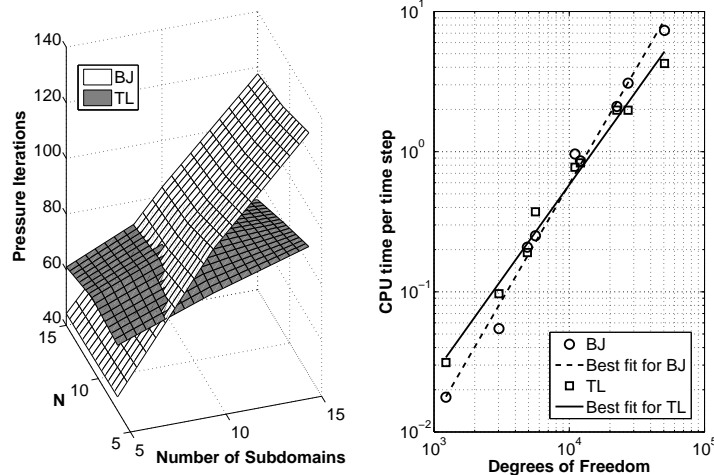 140
120
100
80
60
40
Pressure Iterations
BJ
TL
15
10
5
N
5
10
15
Number of Subdomains
10^1
10^0
10^-1
10^-2
CPU time per time step
BJ
Best fit for BJ
TL
Best fit for TL
10^3
10^4
10^5
Degrees of Freedom